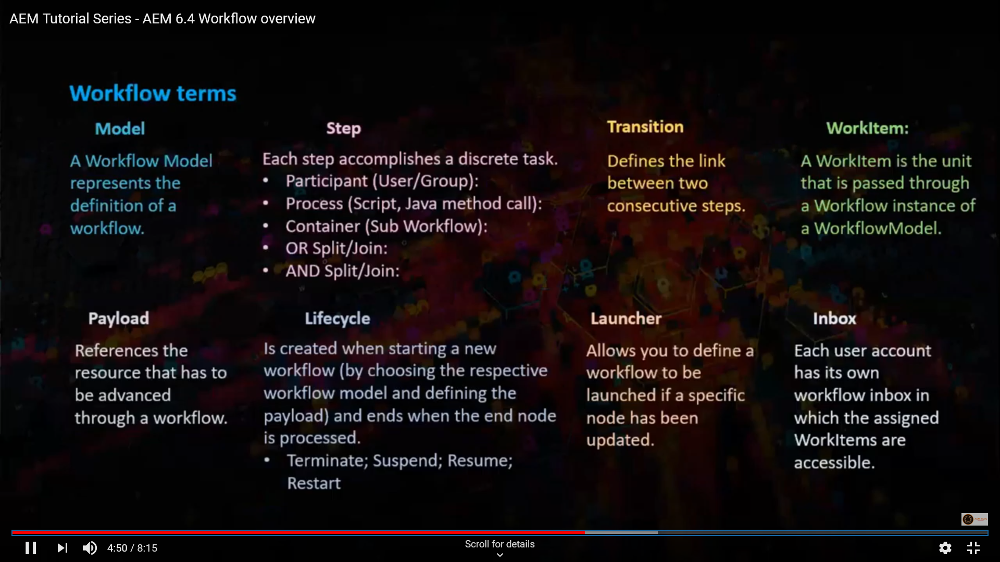 AEM Tutorial Series - AEM 6.4 Workflow overview
Workflow terms
Model
A Workflow Model
represents the
definition of a
workflow.
Step
Each step accomplishes a discrete task.
• Participant (User/Group):
• Process (Script, Java method call):
• Container (Sub Workflow):
• OR Split/Join:
• AND Split/Join:
Transition
Defines the link
between two
consecutive steps.
WorkItem:
A WorkItem is the unit
that is passed through
a Workflow instance of
a WorkflowModel.
Payload
References the
resource that has to
be advanced
through a workflow.
Lifecycle
Is created when starting a new
workflow (by choosing the respective
workflow model and defining the
payload) and ends when the end node
is processed.
• Terminate; Suspend; Resume;
Restart
Launcher
Allows you to define a
workflow to be
launched if a specific
node has been
updated.
Inbox
Each user account
has its own
workflow inbox in
which the assigned
WorkItems are
accessible.
4:50 / 8:15
Scroll for details